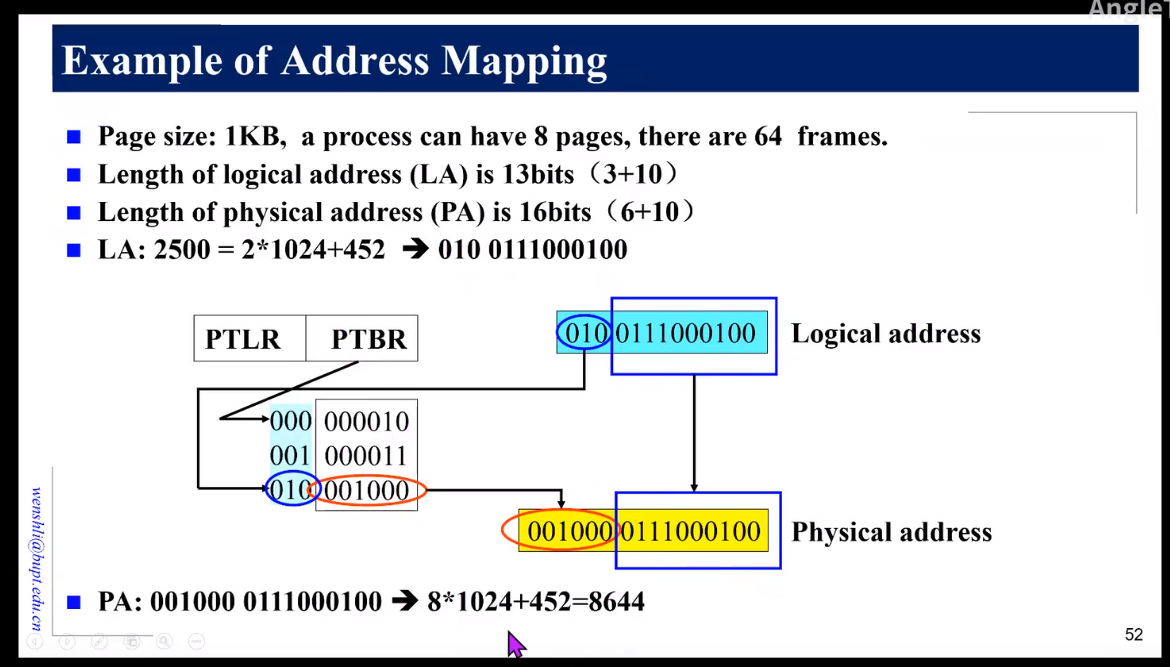 Angle
Example of Address Mapping
Page size: 1KB, a process can have 8 pages, there are 64 frames.
Length of logical address (LA) is 13bits（3+10）
Length of physical address (PA) is 16bits（6+10）
LA: 2500 = 2*1024+452 ➔ 010 0111000100
PTLR PTBR
010 0111000100 Logical address
000 000010
001 000011
010 001000
001000 0111000100 Physical address
PA: 001000 0111000100 ➔ 8*1024+452=8644
wenshli@bupt.edu.cn
52